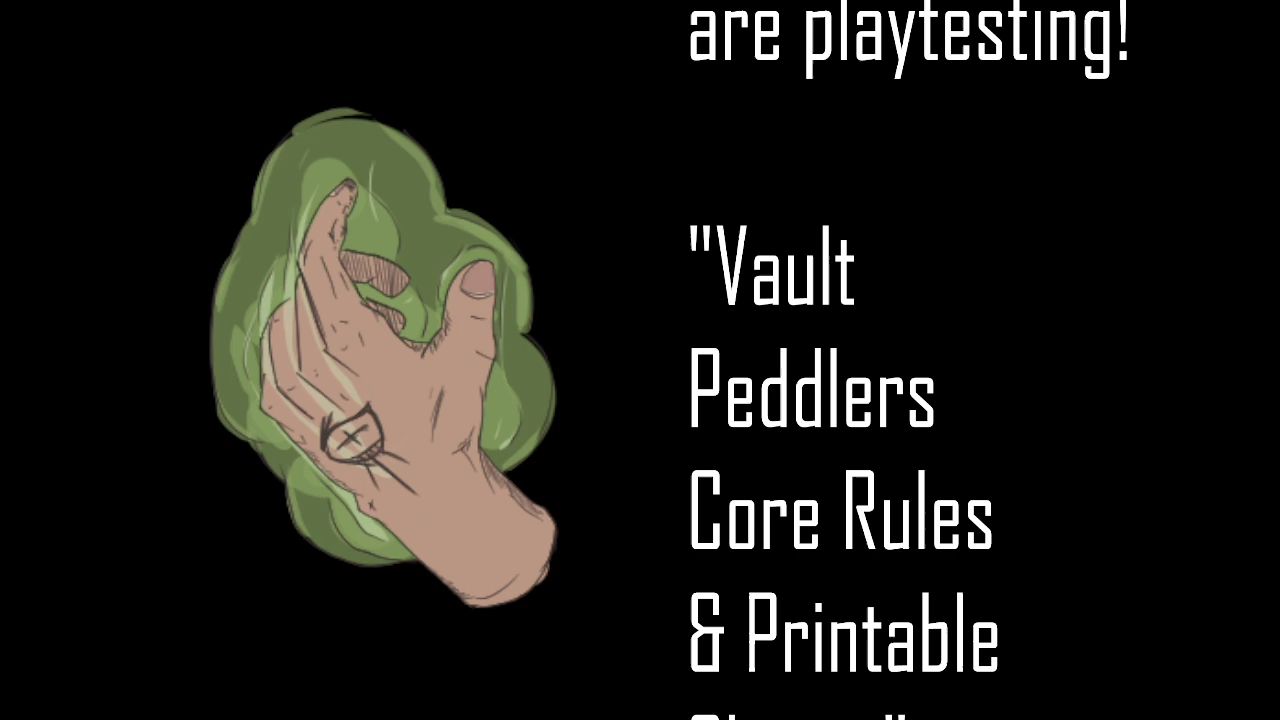 are playtesting!
"Vault
Peddlers
Core Rules
& Printable